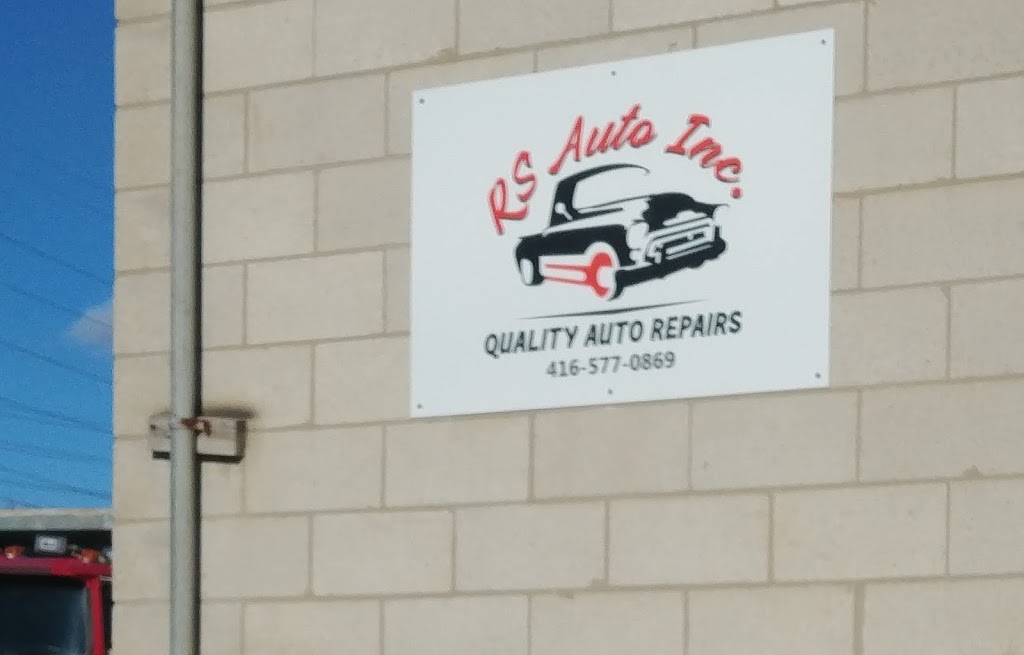 RS Auto Inc.
QUALITY AUTO REPAIRS
416-577-0869